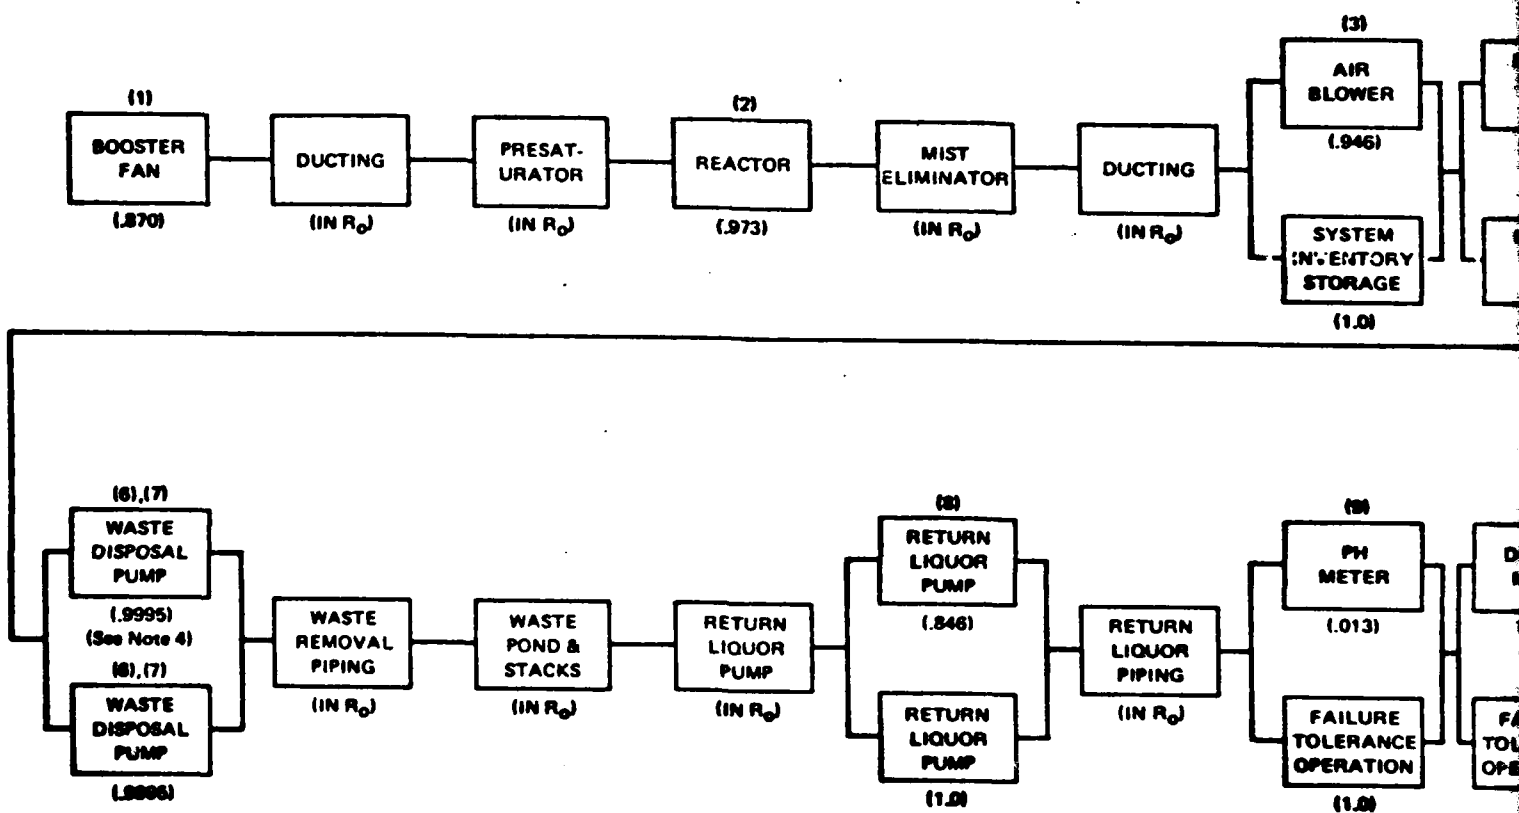 (1)
BOOSTER
FAN
(.870)
DUCTING
(IN Ro)
PRESAT-
URATOR
(IN Ro)
(2)
REACTOR
(.973)
MIST
ELIMINATOR
(IN Ro)
DUCTING
(IN Ro)
(3)
AIR
BLOWER
(.946)
SYSTEM
INVENTORY
STORAGE
(1.0)
(6),(7)
WASTE
DISPOSAL
PUMP
(.9995)
(See Note 4)
(6),(7)
WASTE
DISPOSAL
PUMP
WASTE
REMOVAL
PIPING
(IN Ro)
WASTE
POND &
STACKS
(IN Ro)
RETURN
LIQUOR
PUMP
(IN Ro)
(8)
RETURN
LIQUOR
PUMP
(.846)
RETURN
LIQUOR
PUMP
(1.0)
RETURN
LIQUOR
PIPING
(IN Ro)
(9)
PH
METER
(.013)
FAILURE
TOLERANCE
OPERATION
(1.0)